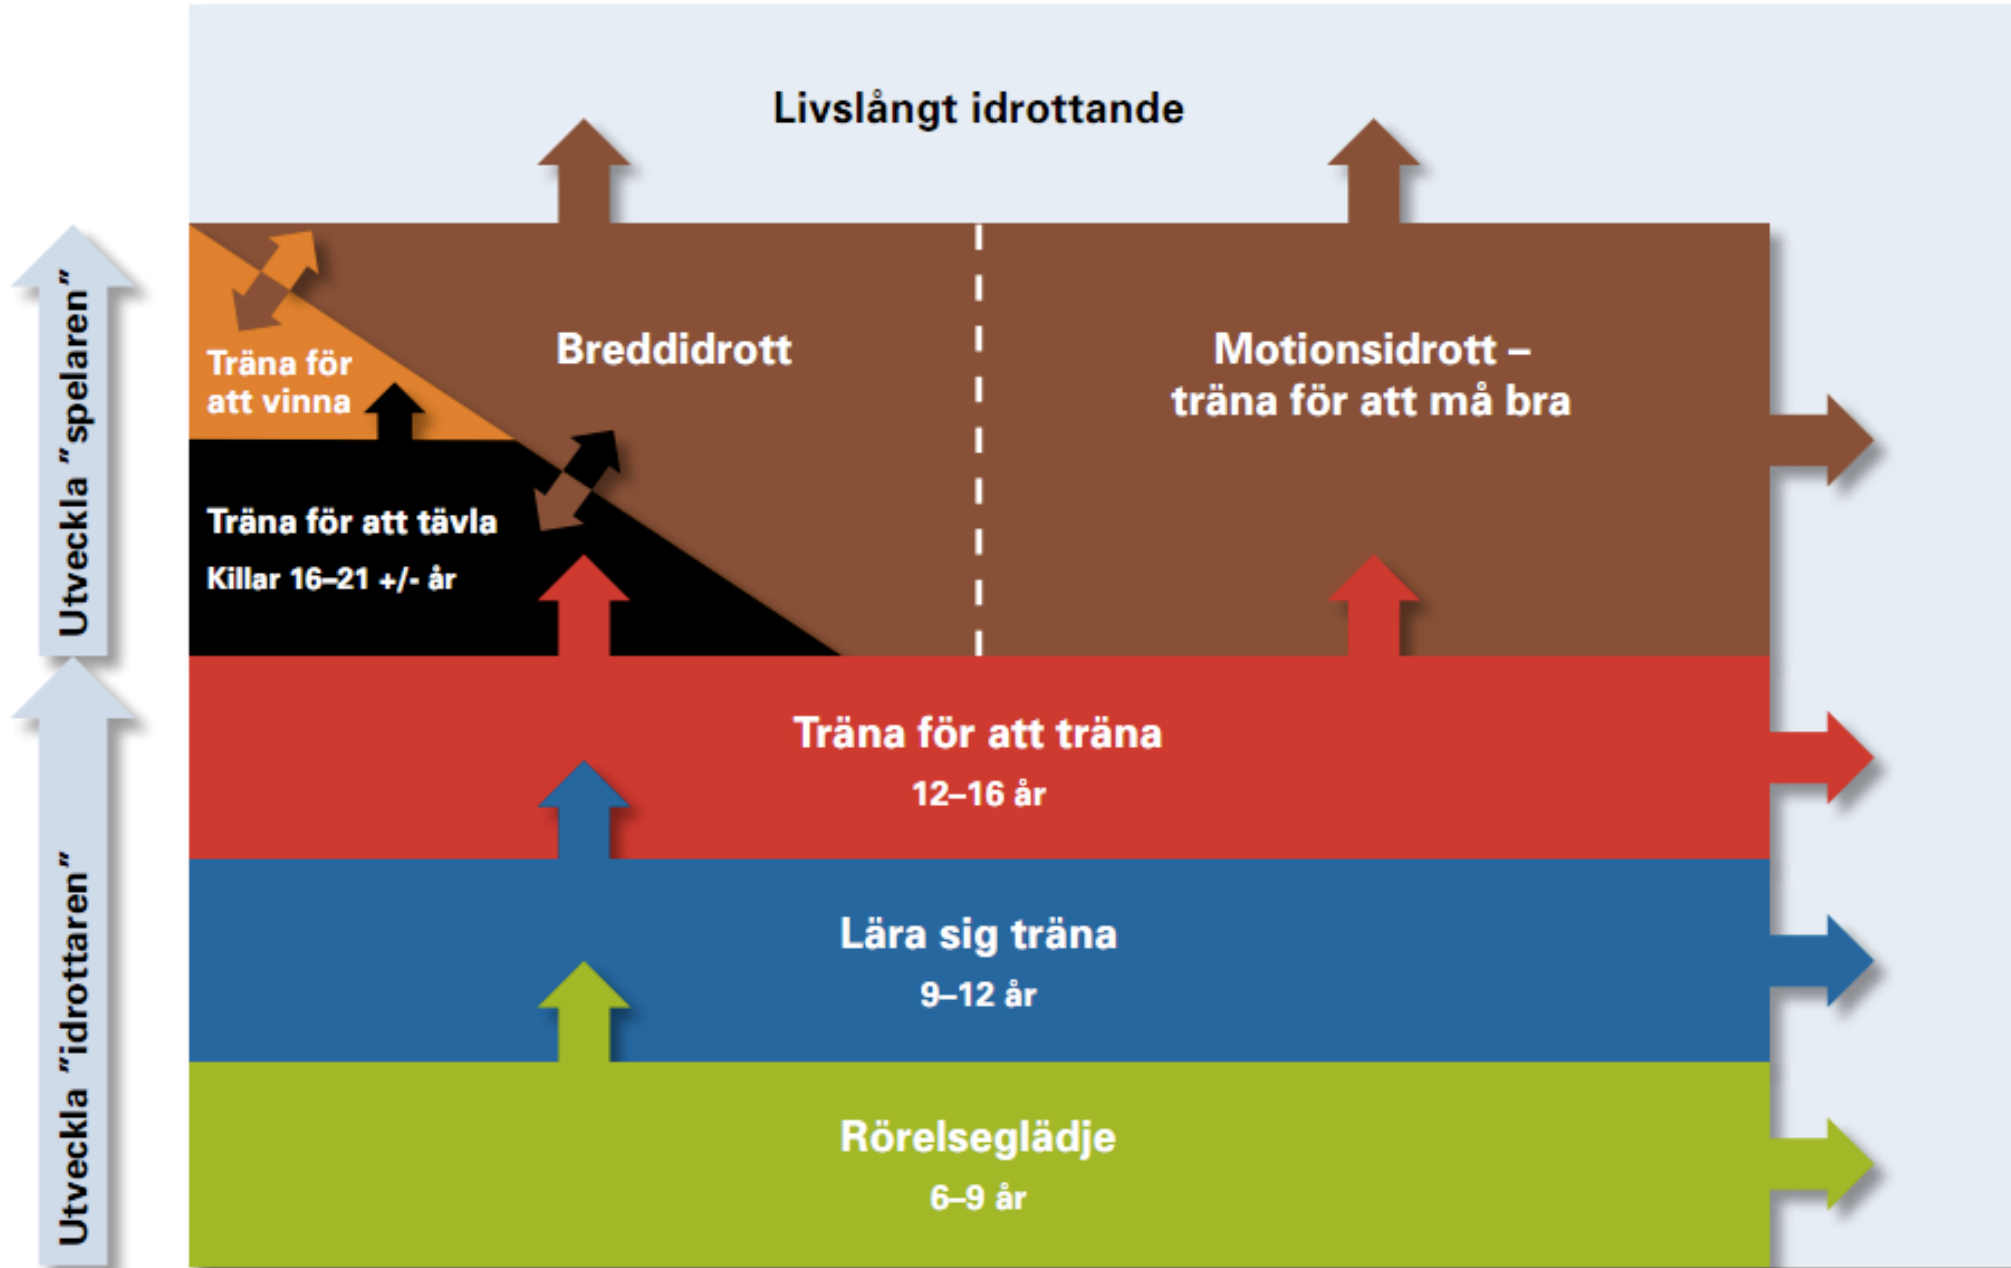 Livslångt idrottande
Utveckla ”spelaren”
Träna för
att vinna
Breddidrott
Motionsidrott –
träna för att må bra
Träna för att tävla
Killar 16–21 +/- år
Utveckla ”idrottaren”
Träna för att träna
12–16 år
Lära sig träna
9–12 år
Rörelseglädje
6–9 år